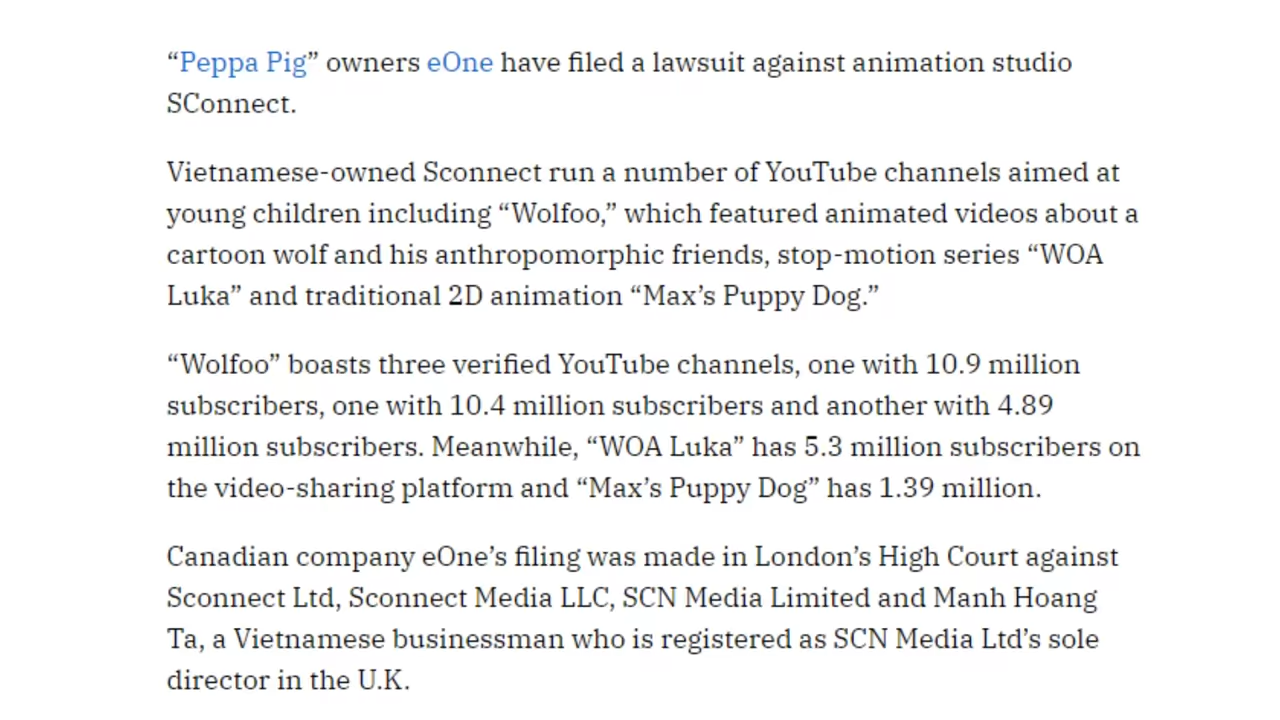 “Peppa Pig” owners eOne have filed a lawsuit against animation studio
SConnect.
Vietnamese-owned Sconnect run a number of YouTube channels aimed at
young children including “Wolfoo,” which featured animated videos about a
cartoon wolf and his anthropomorphic friends, stop-motion series “WOA
Luka” and traditional 2D animation “Max’s Puppy Dog.”
“Wolfoo” boasts three verified YouTube channels, one with 10.9 million
subscribers, one with 10.4 million subscribers and another with 4.89
million subscribers. Meanwhile, “WOA Luka” has 5.3 million subscribers on
the video-sharing platform and “Max’s Puppy Dog” has 1.39 million.
Canadian company eOne’s filing was made in London’s High Court against
Sconnect Ltd, Sconnect Media LLC, SCN Media Limited and Manh Hoang
Ta, a Vietnamese businessman who is registered as SCN Media Ltd’s sole
director in the U.K.